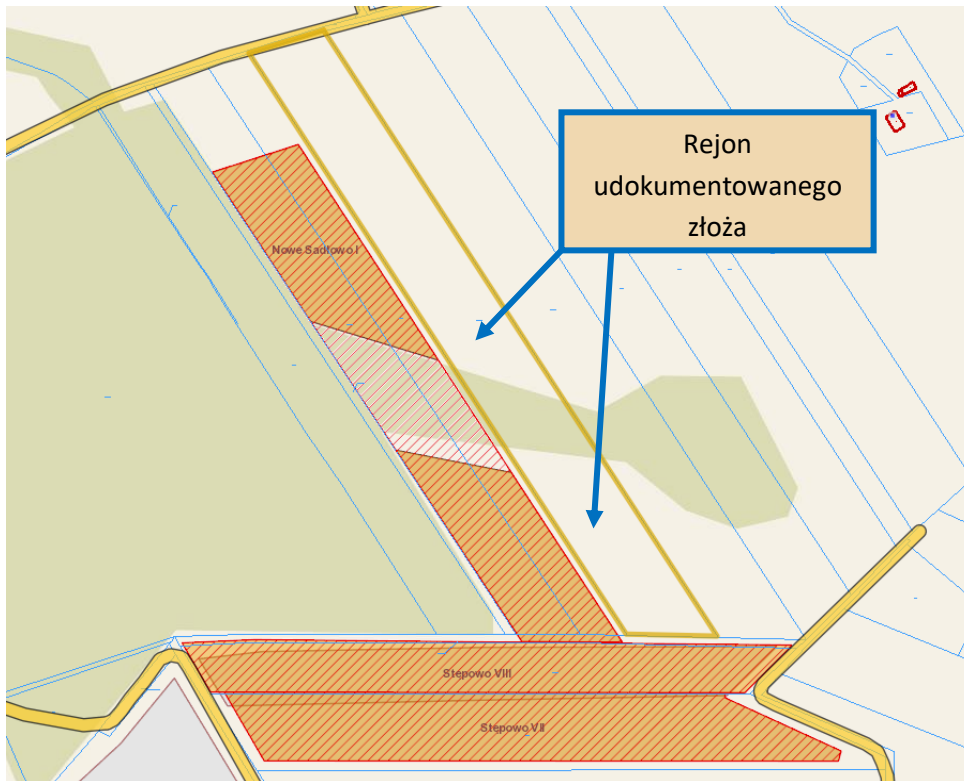 Rejon
udokumentowanego
złoża
Nowe Sadłowo I
Stępowo VIII
Stępowo VII